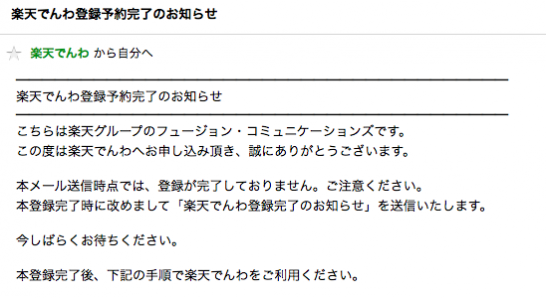 楽天でんわ登録予約完了のお知らせ
楽天でんわ から自分へ
楽天でんわ登録予約完了のお知らせ
こちらは楽天グループのフュージョン・コミュニケーションズです。
この度は楽天でんわへお申し込み頂き、誠にありがとうございます。
本メール送信時点では、登録が完了しておりません。ご注意ください。
本登録完了時に改めまして「楽天でんわ登録完了のお知らせ」を送信いたします。
今しばらくお待ちください。
本登録完了後、下記の手順で楽天でんわをご利用ください。